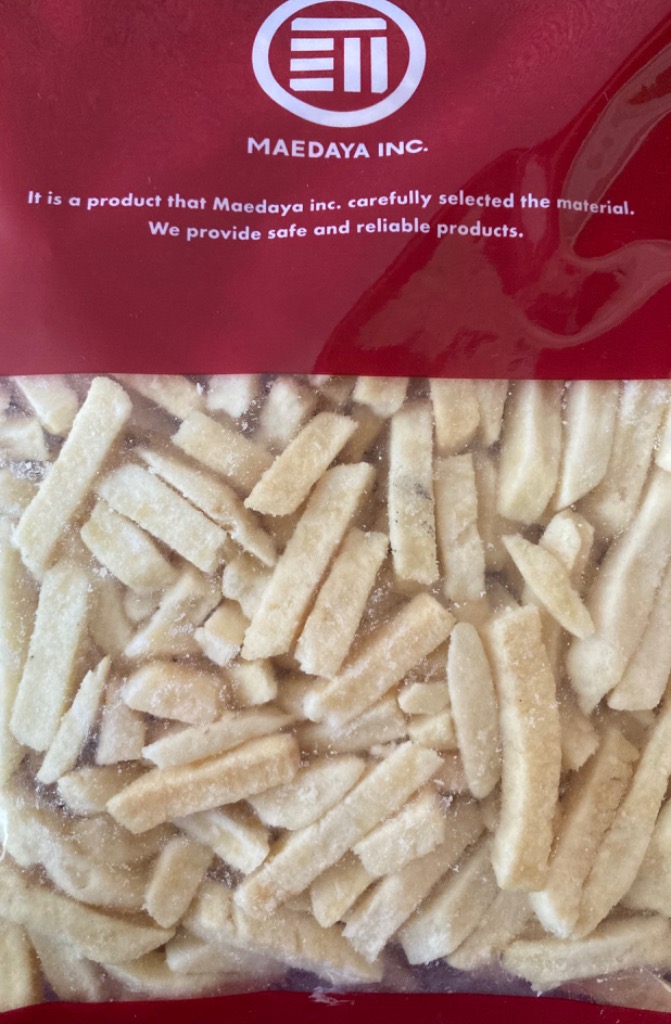 MAEDAYA INC.
It is a product that Maedaya inc. carefully selected the material.
We provide safe and reliable products.